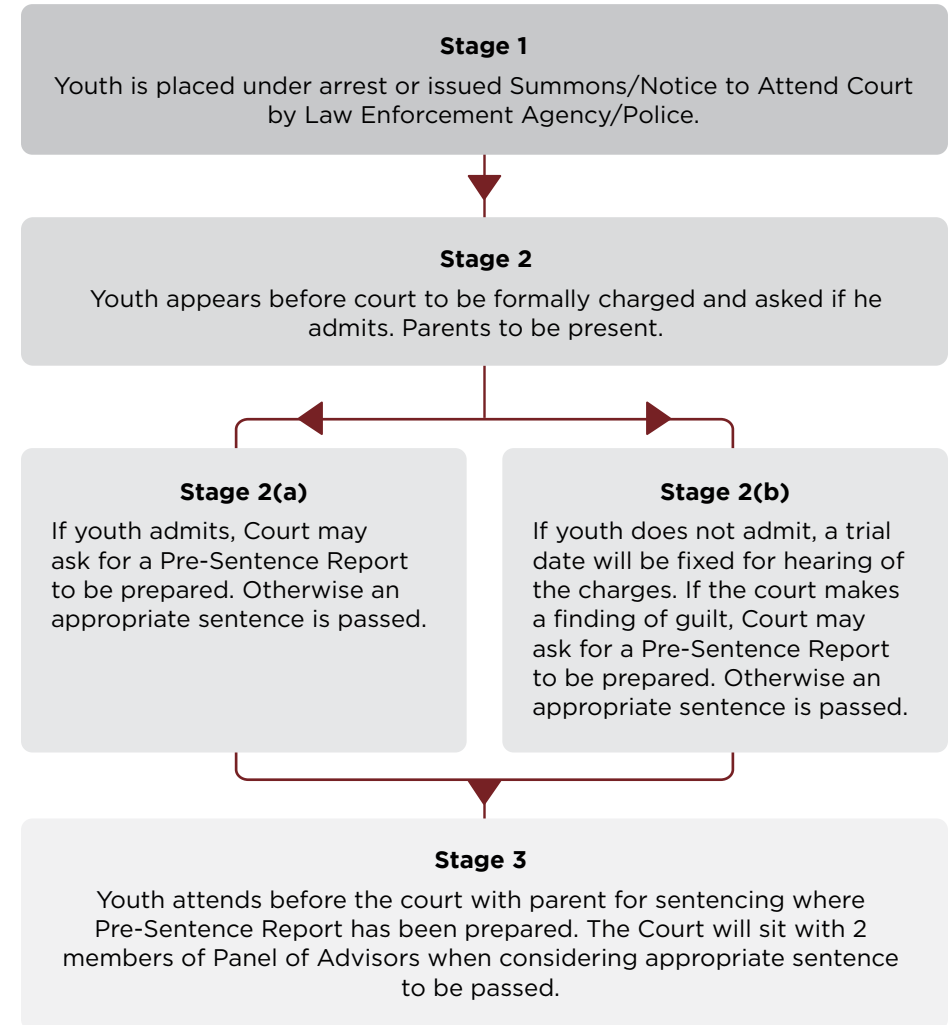 Stage 1
Youth is placed under arrest or issued Summons/Notice to Attend Court
by Law Enforcement Agency/Police.
Stage 2
Youth appears before court to be formally charged and asked if he
admits. Parents to be present.
Stage 2(a)
If youth admits, Court may
ask for a Pre-Sentence Report
to be prepared. Otherwise an
appropriate sentence is passed.
Stage 2(b)
If youth does not admit, a trial
date will be fixed for hearing of
the charges. If the court makes
a finding of guilt, Court may
ask for a Pre-Sentence Report
to be prepared. Otherwise an
appropriate sentence is passed.
Stage 3
Youth attends before the court with parent for sentencing where
Pre-Sentence Report has been prepared. The Court will sit with 2
members of Panel of Advisors when considering appropriate sentence
to be passed.